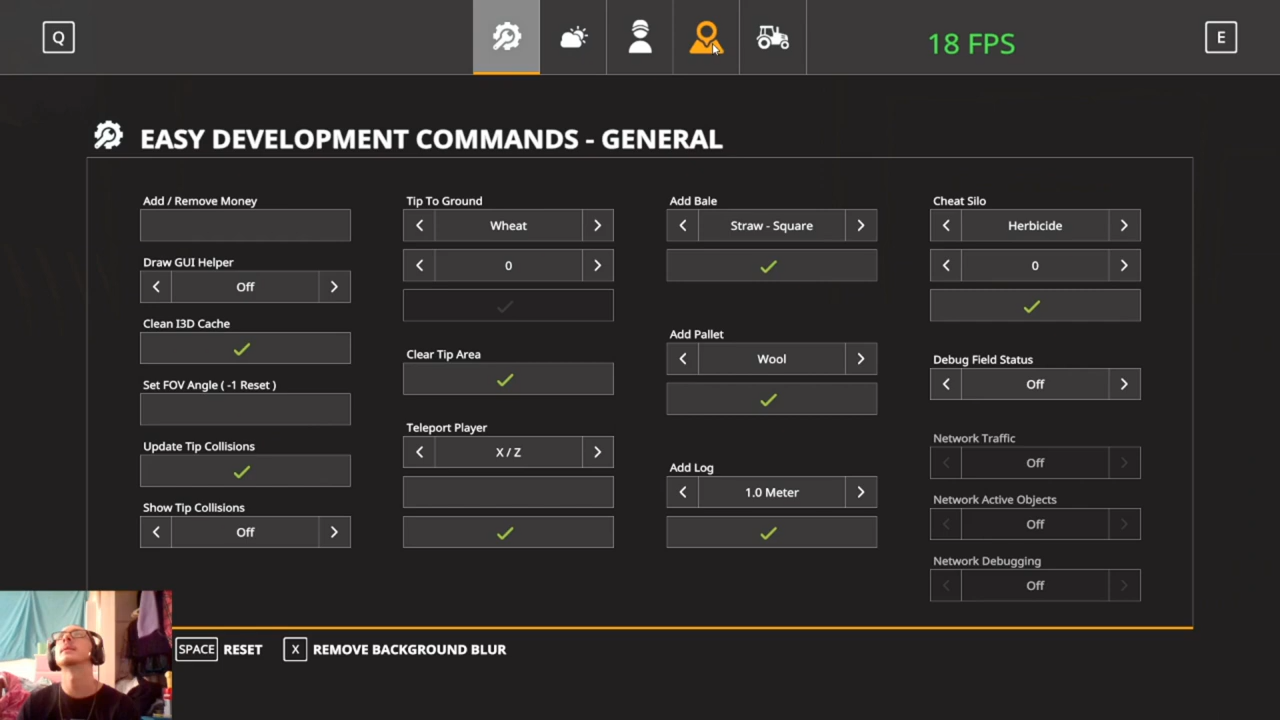 Q
18 FPS
E
EASY DEVELOPMENT COMMANDS - GENERAL
Add / Remove Money
Draw GUI Helper
Off
Clean I3D Cache
Set FOV Angle ( -1 Reset )
Update Tip Collisions
Show Tip Collisions
Off
Tip To Ground
Wheat
0
Clear Tip Area
Teleport Player
X / Z
Add Bale
Straw - Square
Add Pallet
Wool
Add Log
1.0 Meter
Cheat Silo
Herbicide
0
Debug Field Status
Off
Network Traffic
Off
Network Active Objects
Off
Network Debugging
Off
SPACE RESET X REMOVE BACKGROUND BLUR